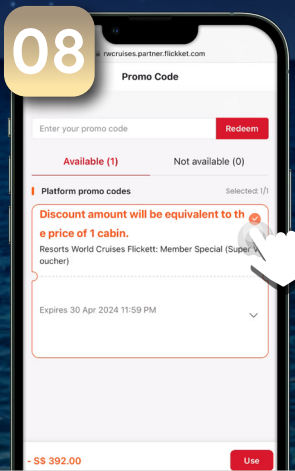 08
rwcruises.partner.flickket.com
Promo Code
Enter your promo code
Redeem
Available (1)
Not available (0)
Platform promo codes
Selected: 1/1
Discount amount will be equivalent to th
e price of 1 cabin.
Resorts World Cruises Flickett: Member Special (Super V
oucher)
Expires 30 Apr 2024 11:59 PM
- S$ 392.00
Use